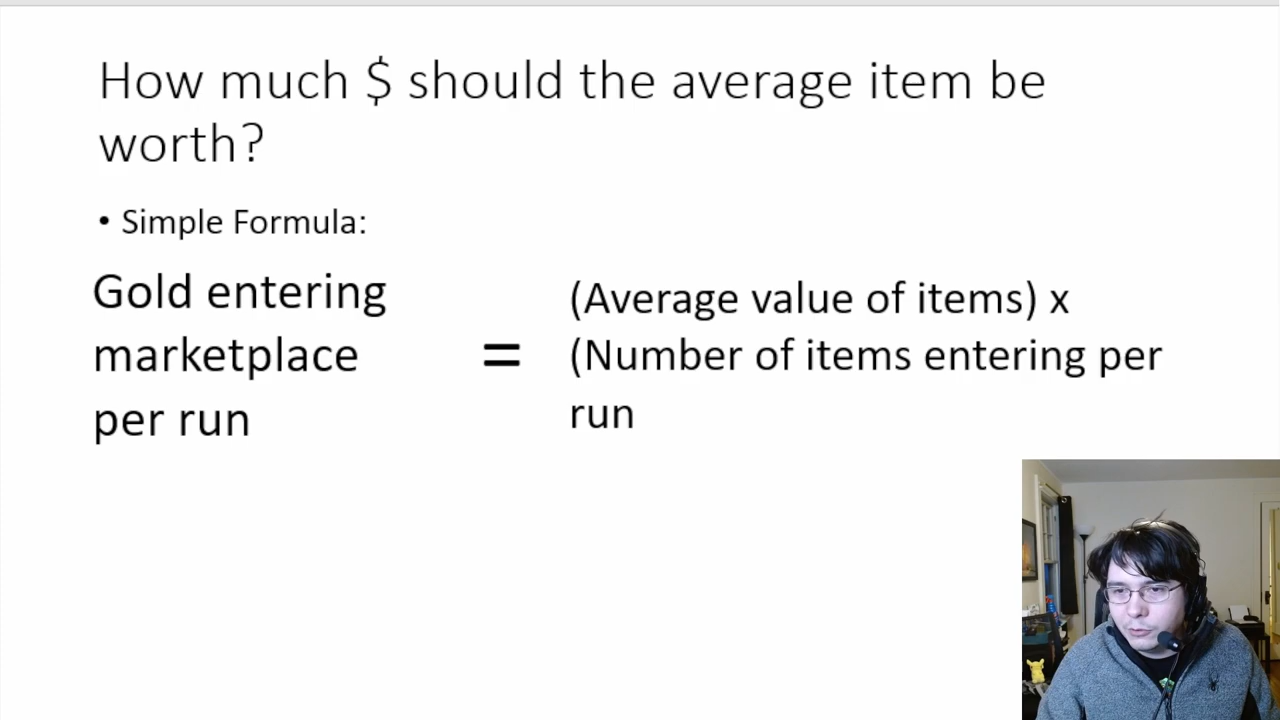 How much $ should the average item be
worth?
• Simple Formula:
Gold entering
marketplace
per run
=
(Average value of items) x
(Number of items entering per
run